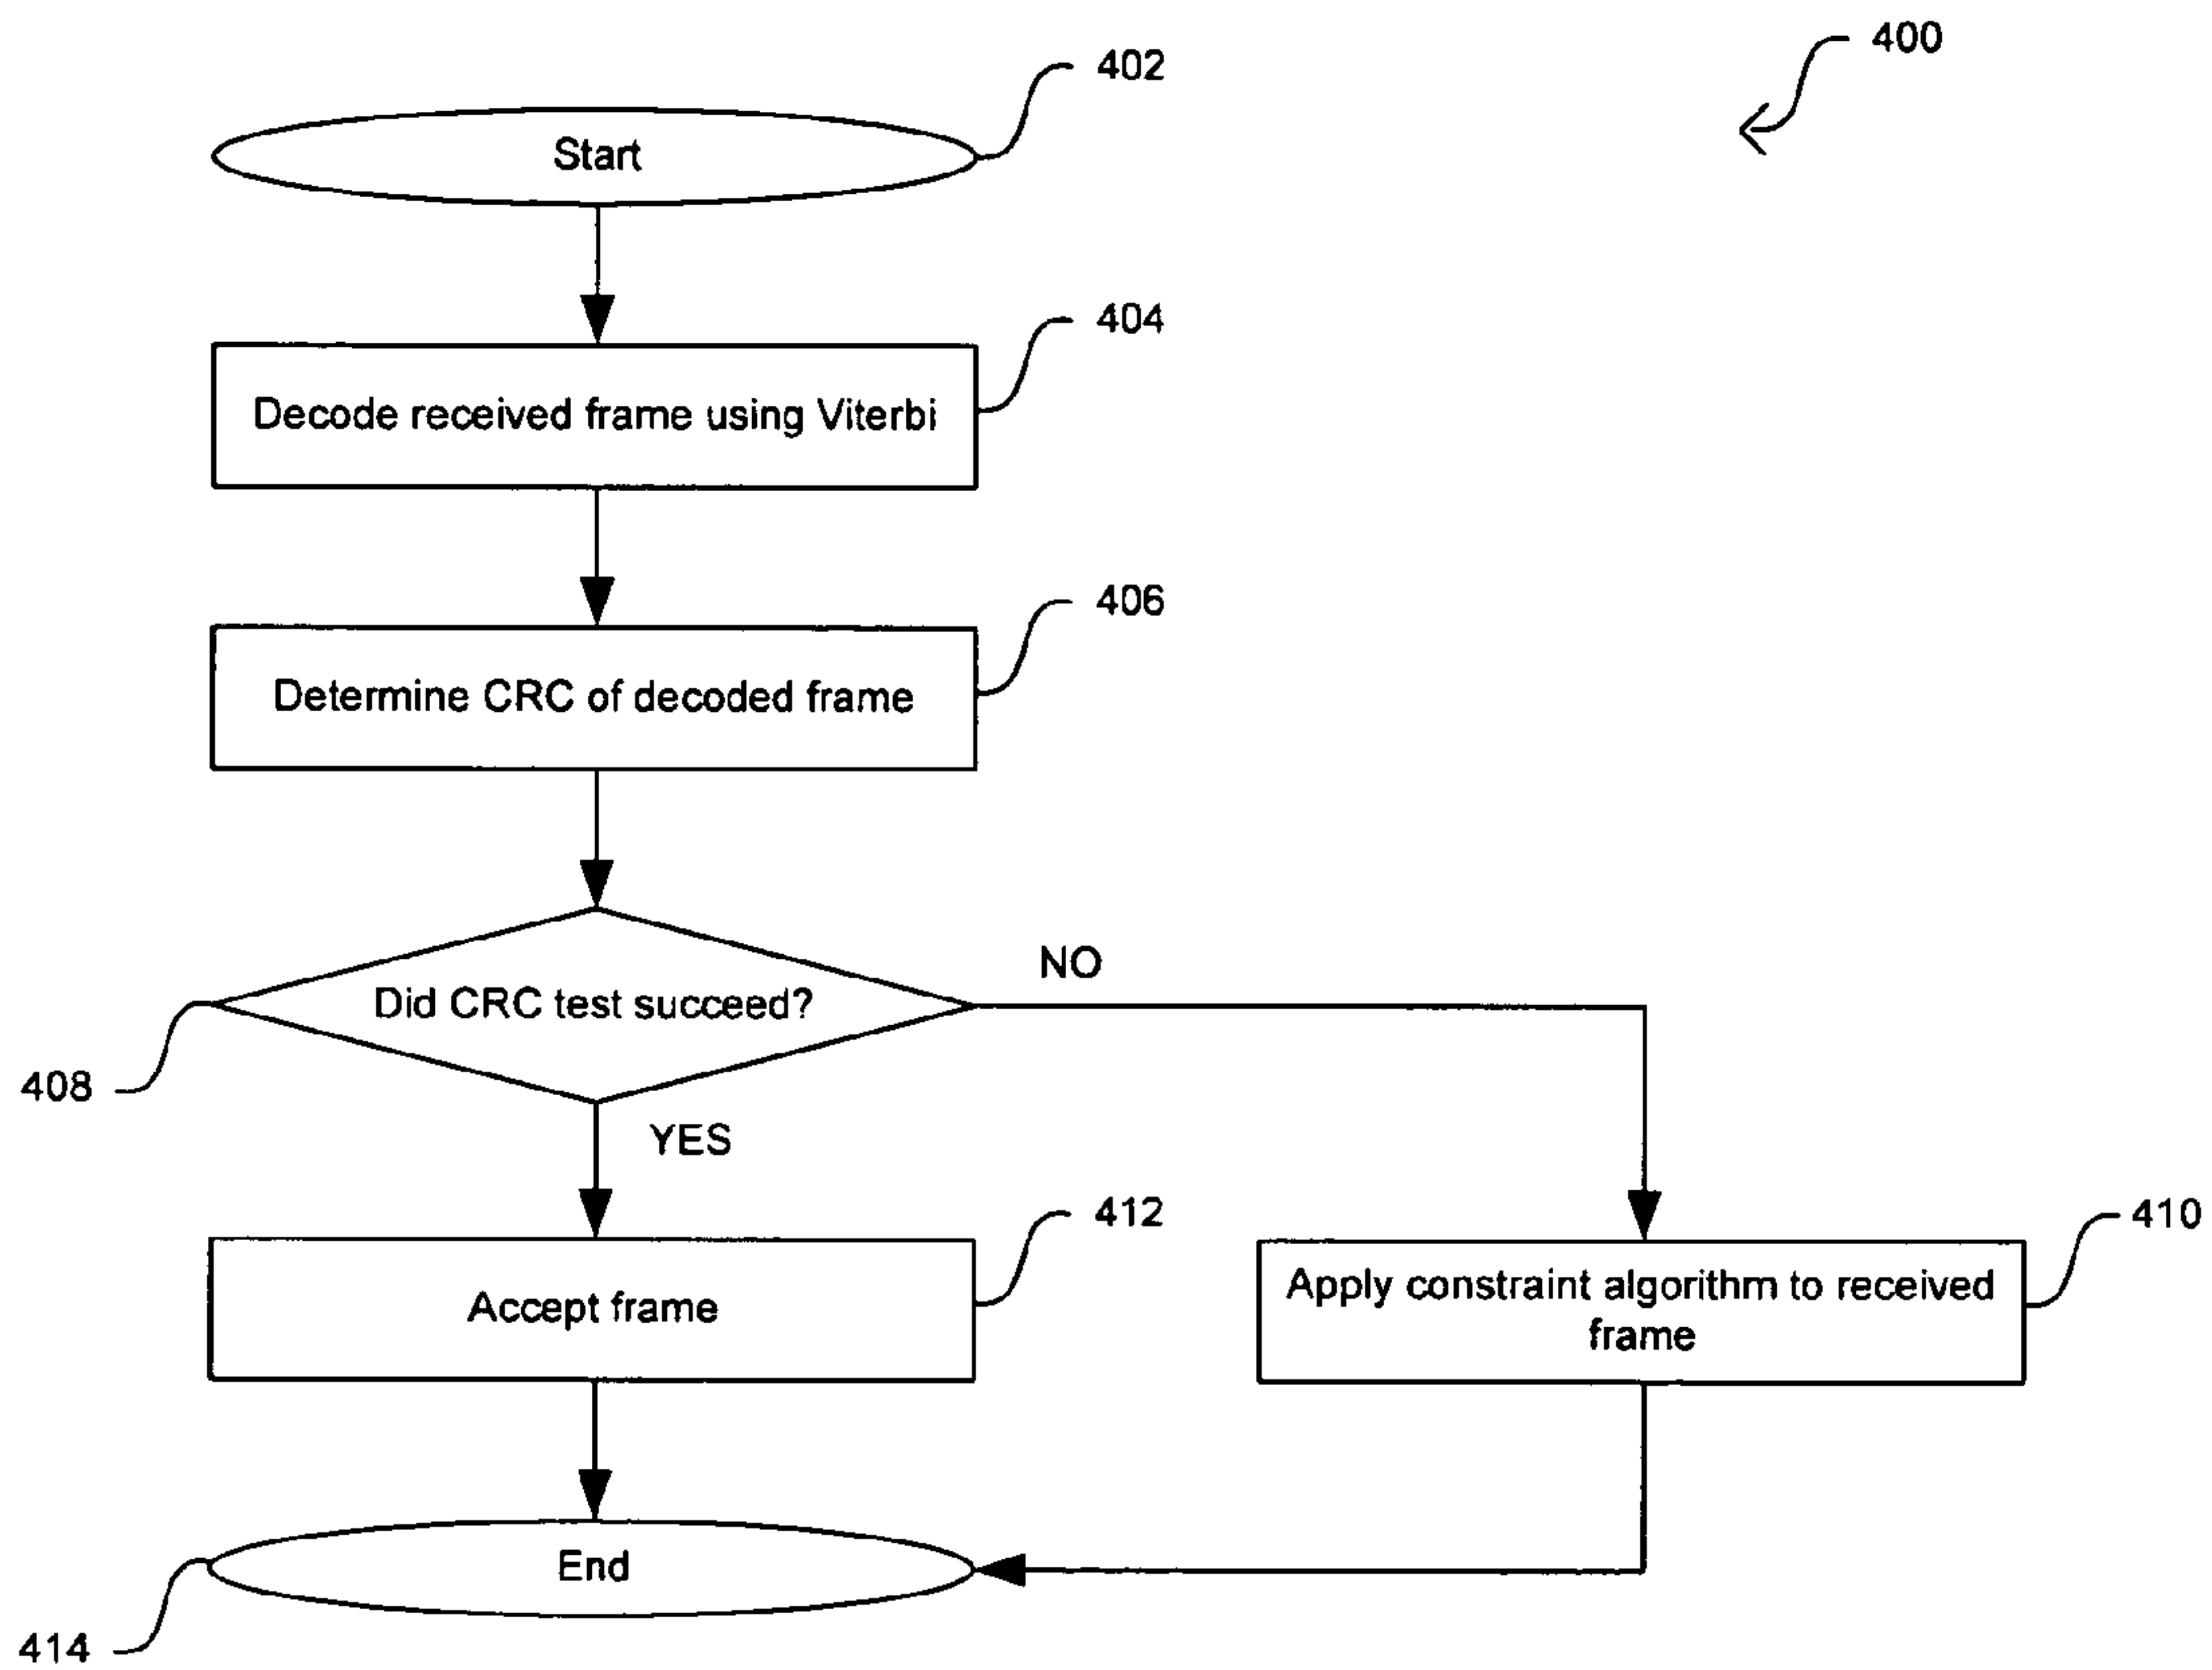 400
402
Start
404
Decode received frame using Viterbi
406
Determine CRC of decoded frame
NO
Did CRC test succeed?
408
YES
412
410
Accept frame
Apply constraint algorithm to received
frame
End
414